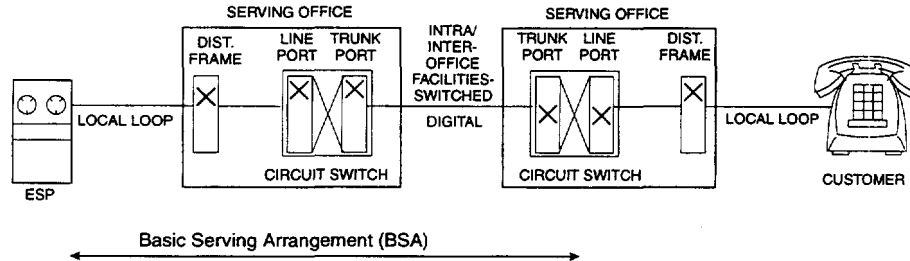 SERVING OFFICE
SERVING OFFICE
DIST.
FRAME
LINE
PORT
TRUNK
PORT
INTRA/
INTER-
OFFICE
FACILITIES-
SWITCHED
DIGITAL
TRUNK
PORT
LINE
PORT
DIST.
FRAME
LOCAL LOOP
LOCAL LOOP
CIRCUIT SWITCH
CIRCUIT SWITCH
ESP
CUSTOMER
Basic Serving Arrangement (BSA)